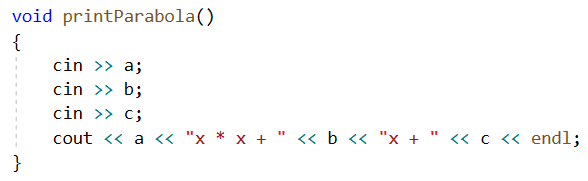 void printParabola()
{
    cin >> a;
    cin >> b;
    cin >> c;
    cout << a << "x * x + " << b << "x + " << c << endl;
}